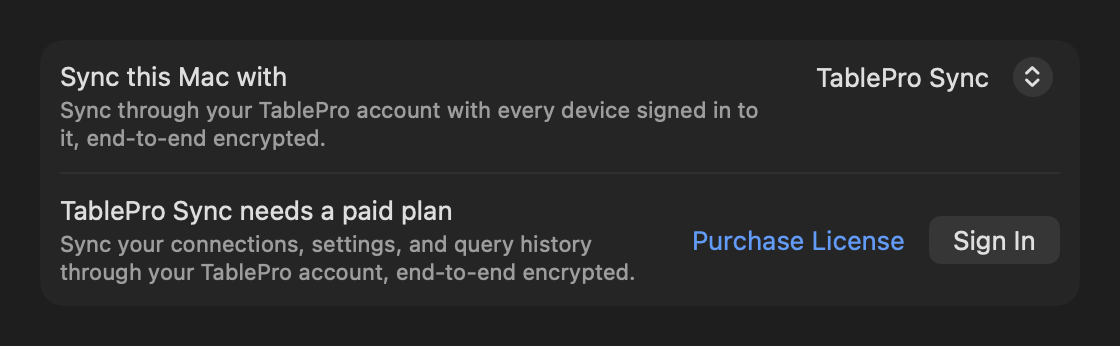 Sync this Mac with
TablePro Sync
Sync through your TablePro account with every device signed in to
it, end-to-end encrypted.
TablePro Sync needs a paid plan
Sync your connections, settings, and query history
through your TablePro account, end-to-end encrypted.
Purchase License
Sign In